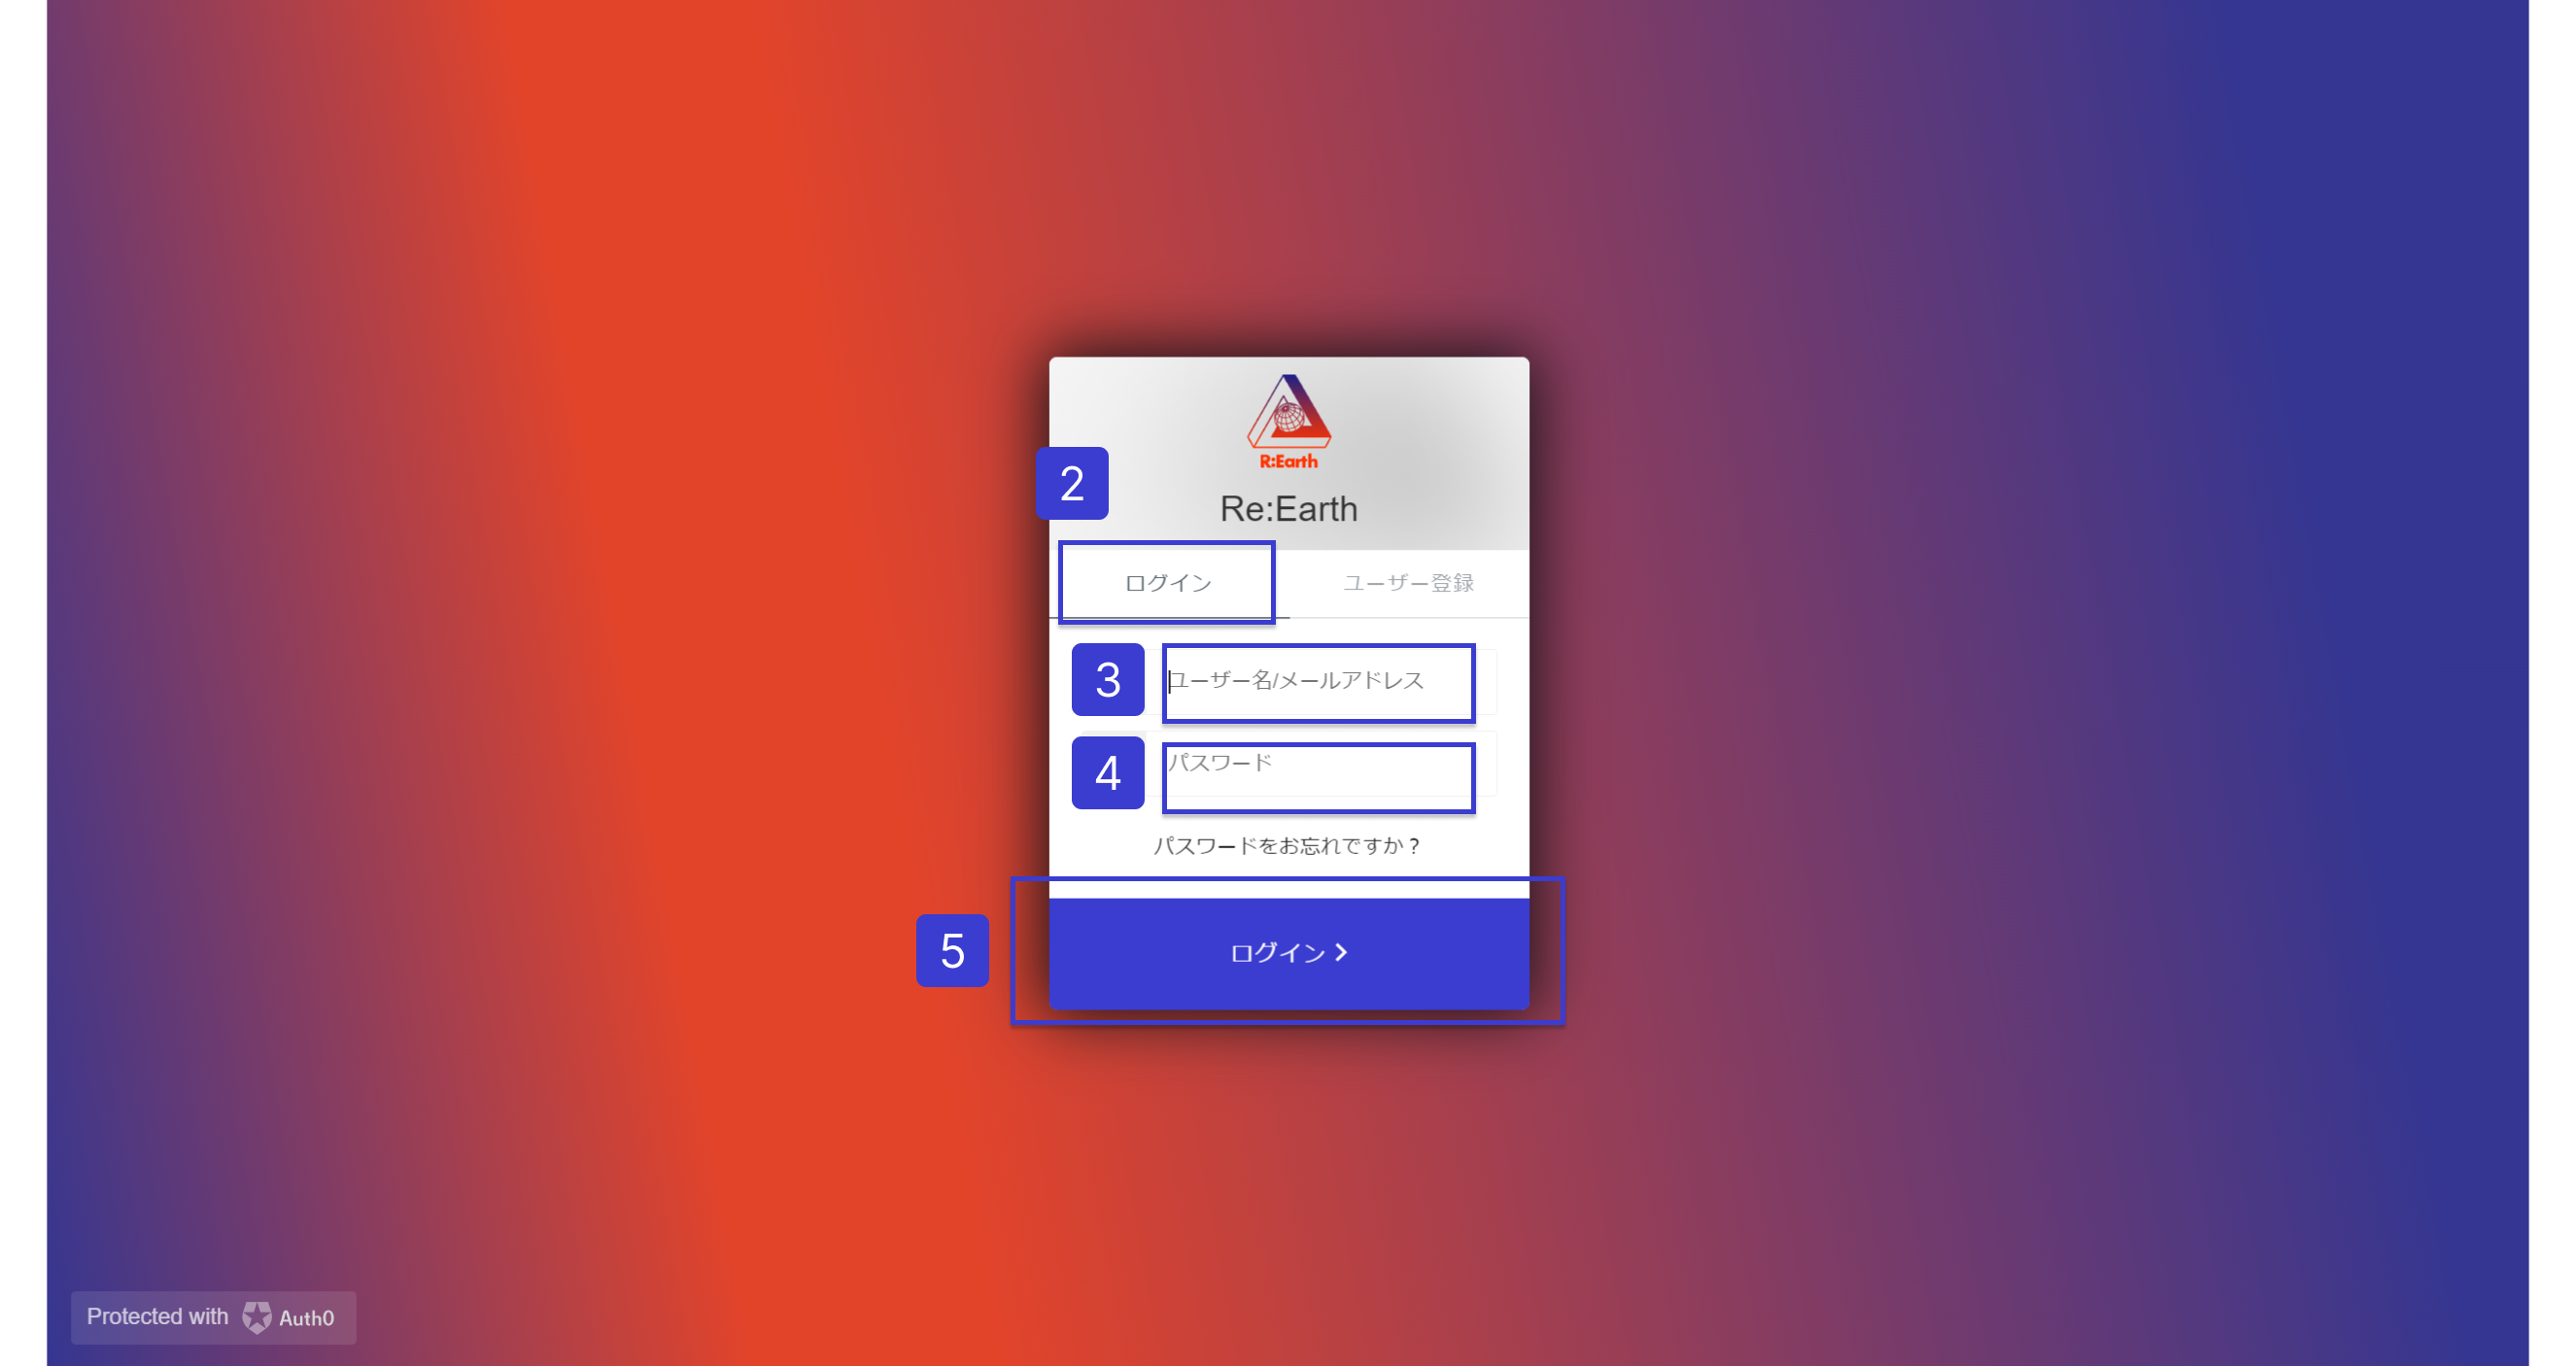 R:Earth
2
Re:Earth
ログイン
ユーザー登録
3
ユーザー名/メールアドレス
4
パスワード
パスワードをお忘れですか？
5
ログイン
Protected with Auth0